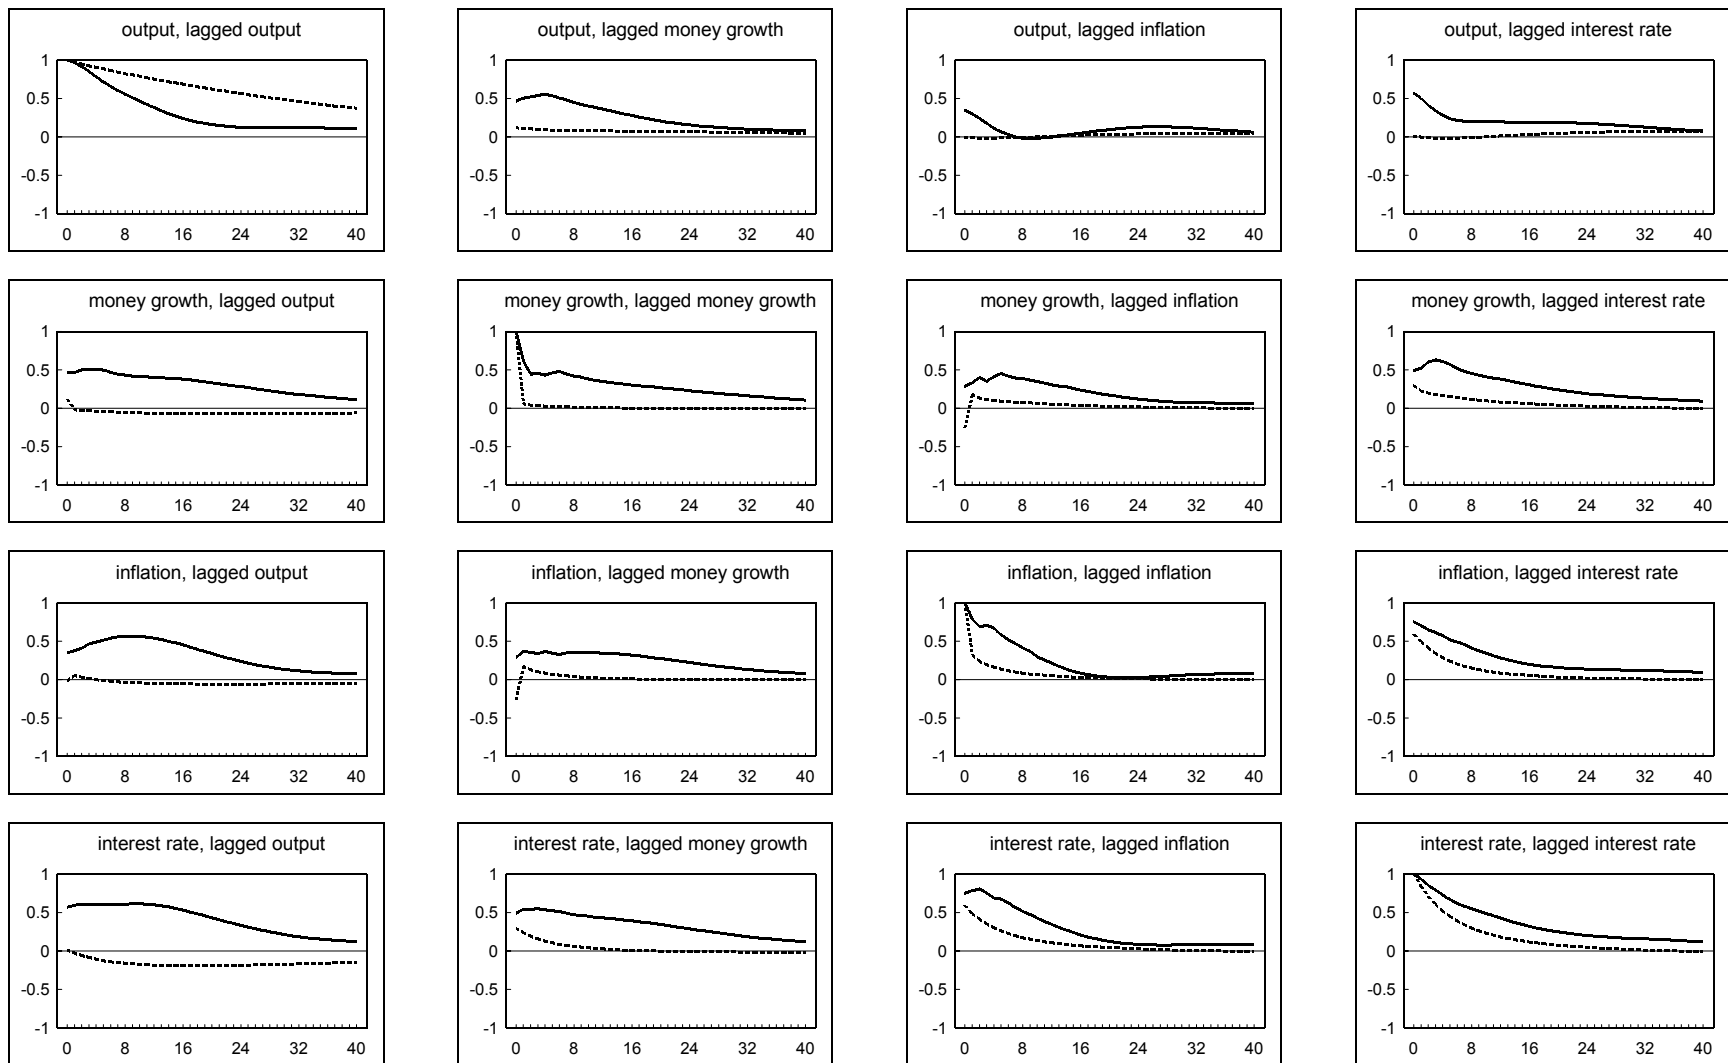 output, lagged output
1
0.5
0
-0.5
-1
0 8 16 24 32 40
output, lagged money growth
1
0.5
0
-0.5
-1
0 8 16 24 32 40
output, lagged inflation
1
0.5
0
-0.5
-1
0 8 16 24 32 40
output, lagged interest rate
1
0.5
0
-0.5
-1
0 8 16 24 32 40
money growth, lagged output
1
0.5
0
-0.5
-1
0 8 16 24 32 40
money growth, lagged money growth
1
0.5
0
-0.5
-1
0 8 16 24 32 40
money growth, lagged inflation
1
0.5
0
-0.5
-1
0 8 16 24 32 40
money growth, lagged interest rate
1
0.5
0
-0.5
-1
0 8 16 24 32 40
inflation, lagged output
1
0.5
0
-0.5
-1
0 8 16 24 32 40
inflation, lagged money growth
1
0.5
0
-0.5
-1
0 8 16 24 32 40
inflation, lagged inflation
1
0.5
0
-0.5
-1
0 8 16 24 32 40
inflation, lagged interest rate
1
0.5
0
-0.5
-1
0 8 16 24 32 40
interest rate, lagged output
1
0.5
0
-0.5
-1
0 8 16 24 32 40
interest rate, lagged money growth
1
0.5
0
-0.5
-1
0 8 16 24 32 40
interest rate, lagged inflation
1
0.5
0
-0.5
-1
0 8 16 24 32 40
interest rate, lagged interest rate
1
0.5
0
-0.5
-1
0 8 16 24 32 40